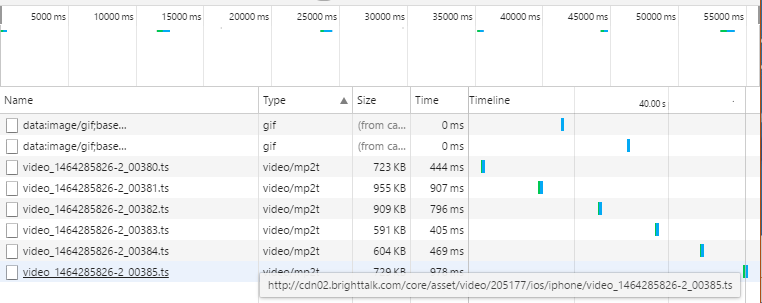 5000 ms 10000 ms 15000 ms 20000 ms 25000 ms 30000 ms 35000 ms 40000 ms 45000 ms 50000 ms 55000 ms
Name Type ▲ Size Time Timeline 40.00 s
data:image/gif;base... gif (from ca... 0 ms
data:image/gif;base... gif (from ca... 0 ms
video_1464285826-2_00380.ts video/mp2t 723 KB 444 ms
video_1464285826-2_00381.ts video/mp2t 955 KB 907 ms
video_1464285826-2_00382.ts video/mp2t 909 KB 796 ms
video_1464285826-2_00383.ts video/mp2t 591 KB 405 ms
video_1464285826-2_00384.ts video/mp2t 604 KB 469 ms
video_1464285826-2_00385.ts video/mp2t 729 KB 978 ms
http://cdn02.brighttalk.com/core/asset/video/205177/ios/iphone/video_1464285826-2_00385.ts